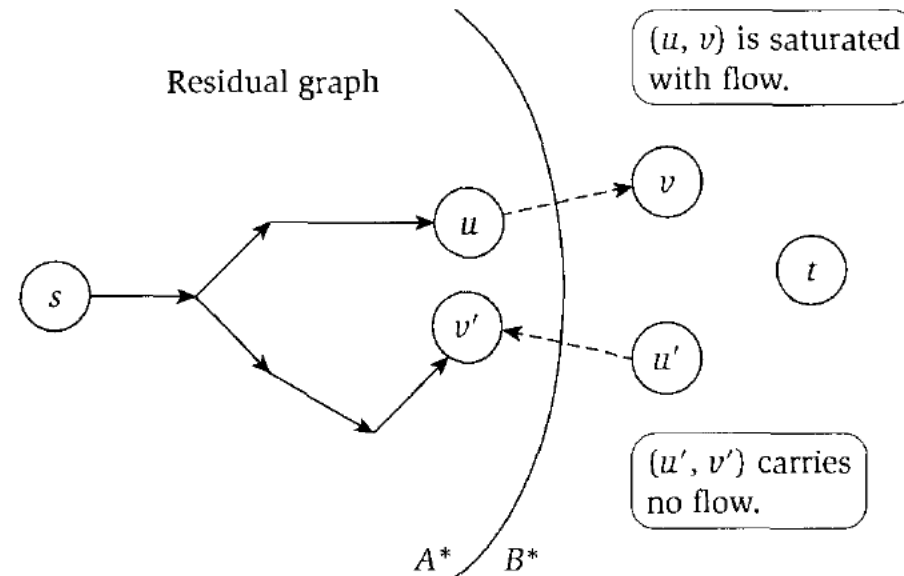 (u, v) is saturated
with flow.
Residual graph
v
u
t
s
v′
u′
(u′, v′) carries
no flow.
A* B*